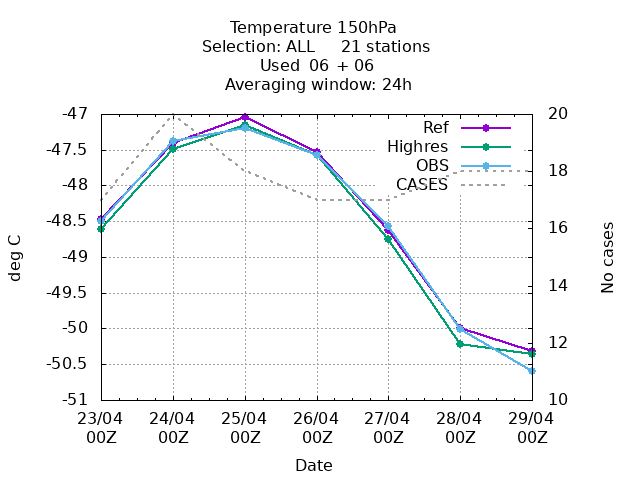 Temperature 150hPa
Selection: ALL 21 stations
Used 06 + 06
Averaging window: 24h
-47
-47.5
-48
-48.5
-49
-49.5
-50
-50.5
-51
deg C
20
18
16
14
12
10
No cases
Ref
Highres
OBS
CASES
23/04 24/04 25/04 26/04 27/04 28/04 29/04
00Z 00Z 00Z 00Z 00Z 00Z 00Z
Date